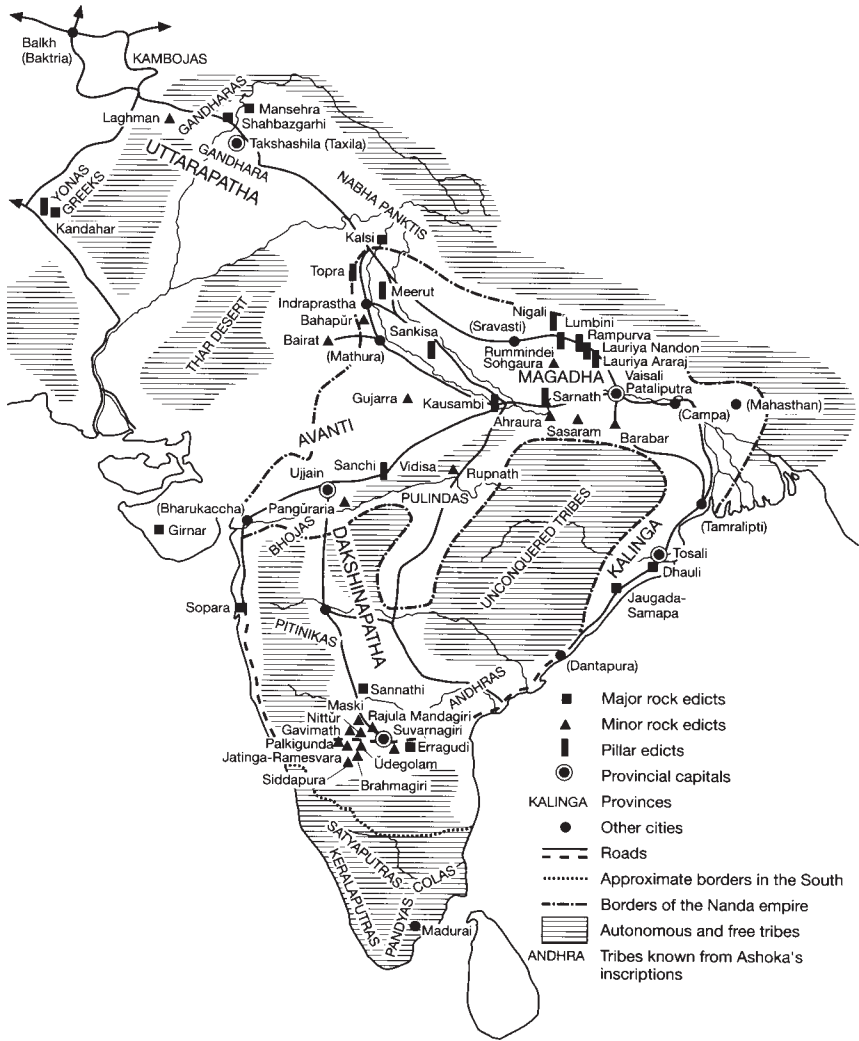 Balkh
(Baktria)
KAMBOJAS
GANDHARAS
Mansehra
Laghman
Shahbazgarhi
Takshashila (Taxila)
GANDHARA
UTTARAPATHA
YONAS
GREEKS
Kandahar
NABHA PANKTIS
Kalsi
Topra
Meerut
Indraprastha
Nigali
Lumbini
Bahapūr
THAR DESERT
Sankisa
(Sravasti)
Rampurva
Bairat
Lauriya Nandon
(Mathura)
Rummindei
Lauriya Araraj
Sohgaura
MAGADHA
Vaisali
Pataliputra
Gujarra
Kausambi
Sarnath
(Campa)
(Mahasthan)
Ahraura
Sasaram
Barabar
AVANTI
Ujjain
Sanchi
Vidisa
Rupnath
PULINDAS
(Bharukaccha)
Pangūraria
(Tamralipti)
Girnar
BHOJAS
DAKSHINAPATHA
UNCONQUERED TRIBES
KALINGA
Tosali
Dhauli
Jaugada-
Samapa
Sopara
PITINIKAS
(Dantapura)
Sannathi
ANDHRAS
Maski
Rajula Mandagiri
Nittūr
Suvarnagiri
Gavimath
Palkigunda
Erragudi
Jatinga-Ramesvara
Ūdegolam
Siddapura
Brahmagiri
SATYAPUTRAS
KERALAPUTRAS
COLAS
PANDYAS
Madurai
Major rock edicts
Minor rock edicts
Pillar edicts
Provincial capitals
KALINGA Provinces
Other cities
Roads
Approximate borders in the South
Borders of the Nanda empire
Autonomous and free tribes
ANDHRA Tribes known from Ashoka's
inscriptions